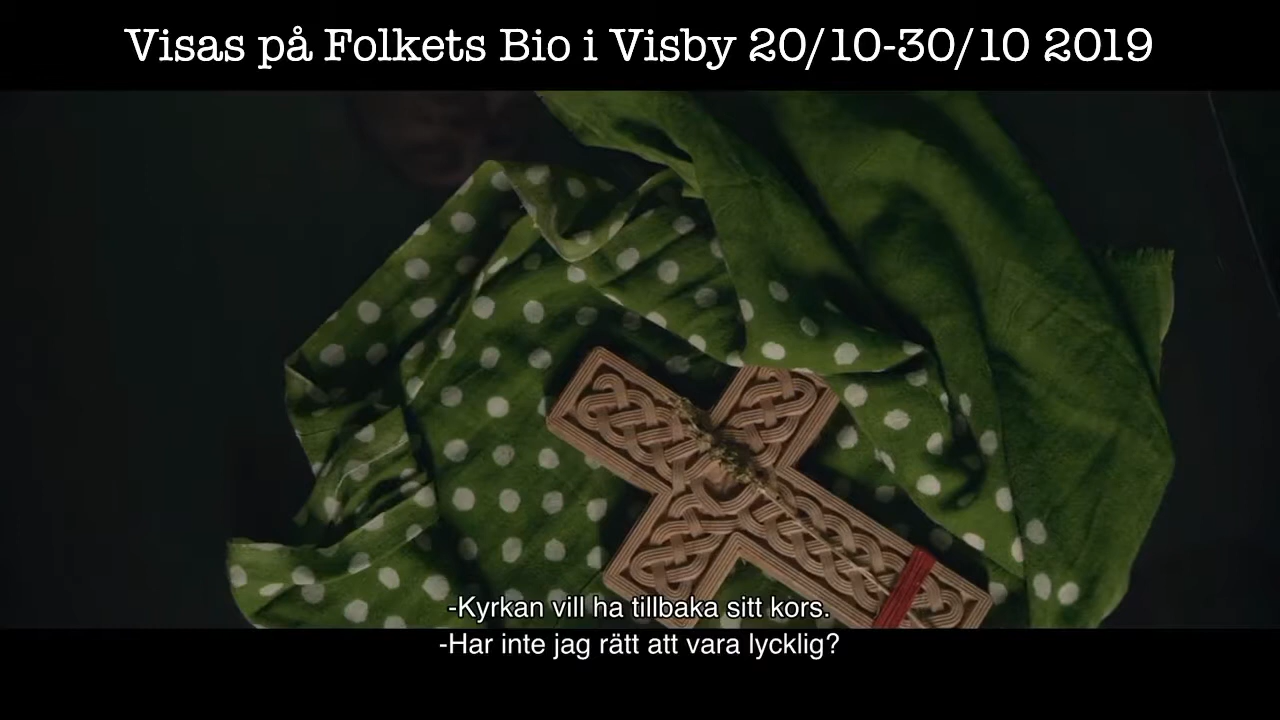 Visas på Folkets Bio i Visby 20/10-30/10 2019
-Kyrkan vill ha tillbaka sitt kors.
-Har inte jag rätt att vara lycklig?